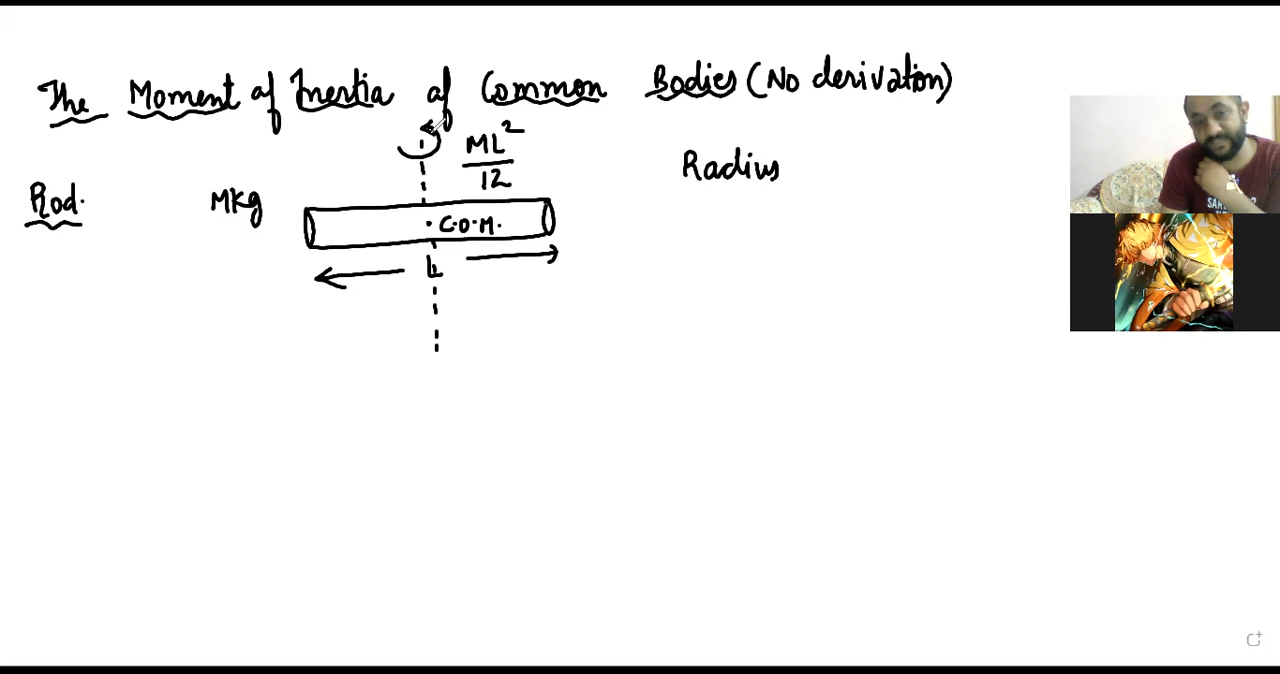 The Moment of Inertia of Common Bodies (No derivation)
ML²
12
Radius
Rod.
MKg
C.O.M.
L